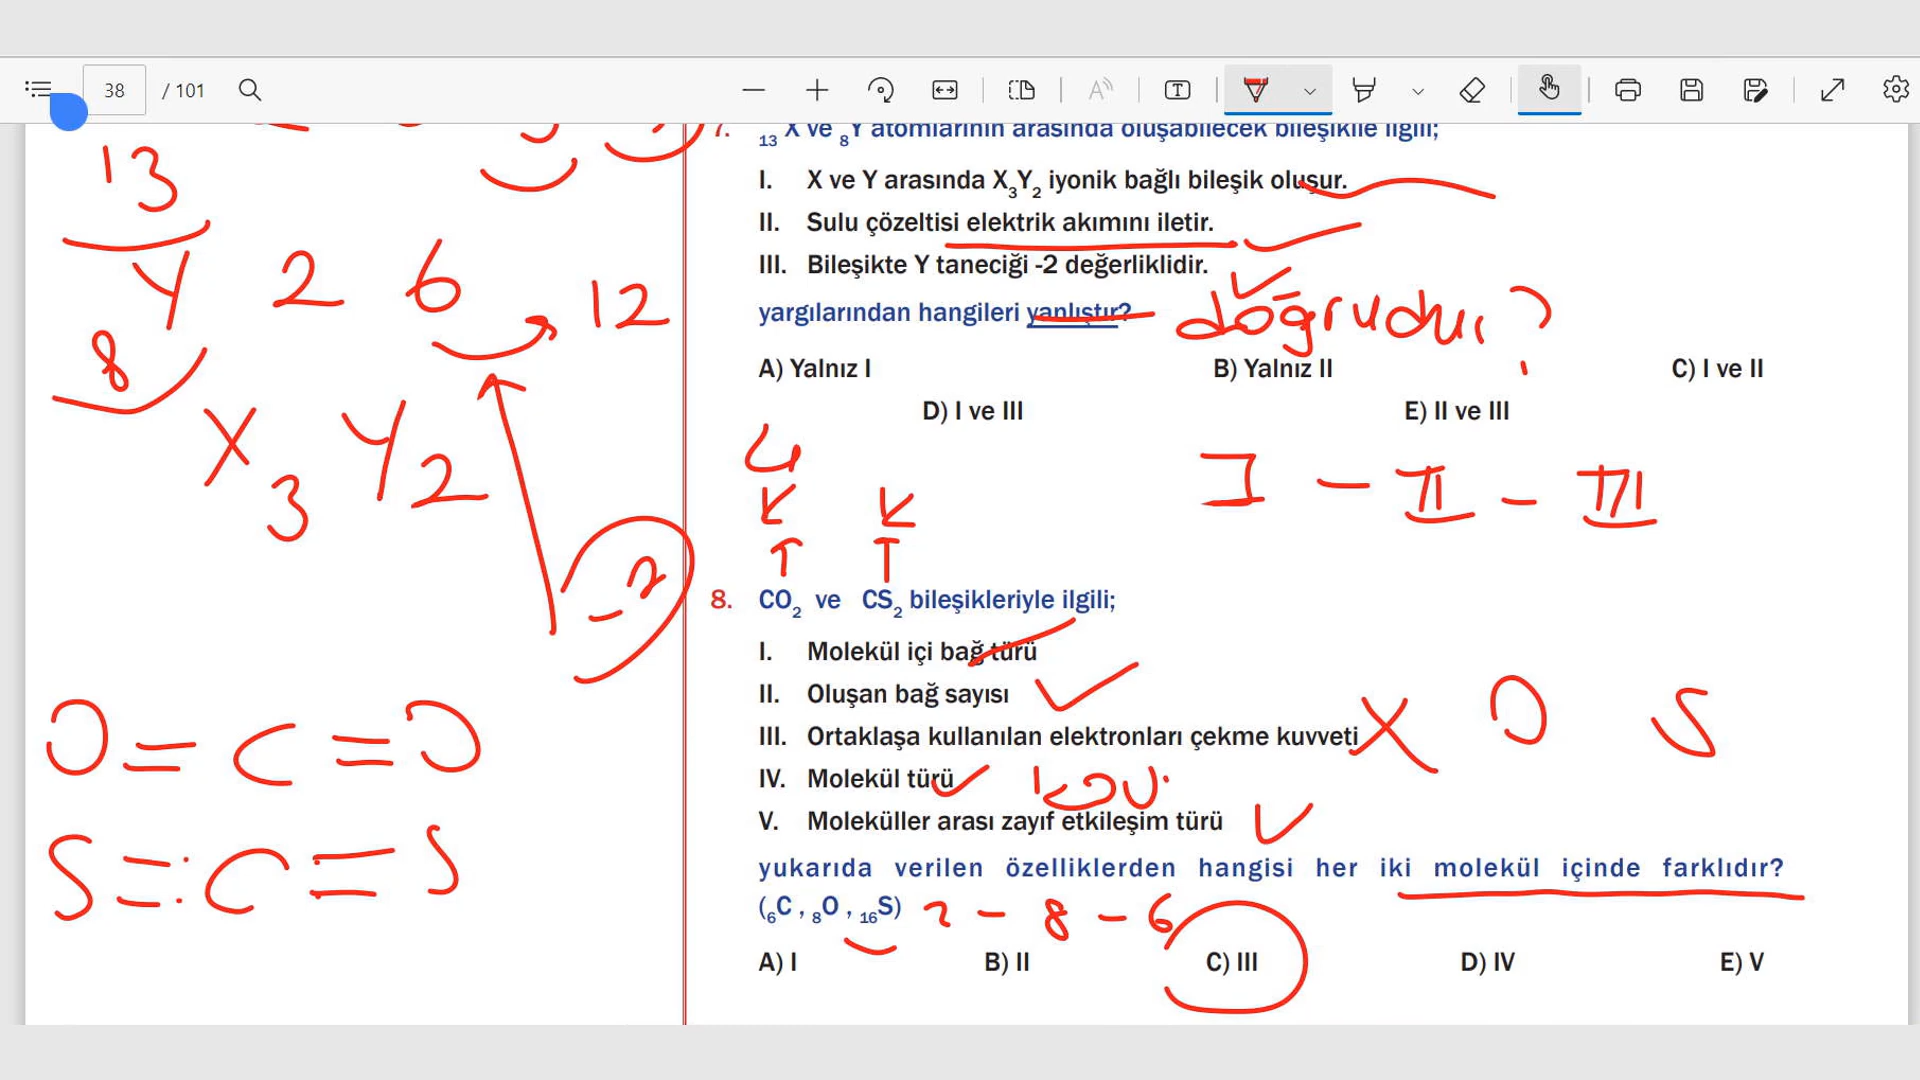 38 / 101
7. ₁₃X ve ₈Y atomlarının arasında oluşabilecek bileşikle ilgili;
I. X ve Y arasında X₃Y₂ iyonik bağlı bileşik oluşur.
II. Sulu çözeltisi elektrik akımını iletir.
III. Bileşikte Y taneciği -2 değerliklidir.
yargılarından hangileri yanlıştır? doğrudur ?
A) Yalnız I B) Yalnız II C) I ve II
D) I ve III E) II ve III
I - II - III
13
Y 2 6 12
8
X₃ Y₂
-2
K K
T T
8. CO₂ ve CS₂ bileşikleriyle ilgili;
I. Molekül içi bağ türü
II. Oluşan bağ sayısı
III. Ortaklaşa kullanılan elektronları çekme kuvveti O S
IV. Molekül türü
V. Moleküller arası zayıf etkileşim türü
yukarıda verilen özelliklerden hangisi her iki molekül içinde farklıdır?
(₆C , ₈O , ₁₆S) 2 - 8 - 6
A) I B) II C) III D) IV E) V
O = C = O
S = C = S